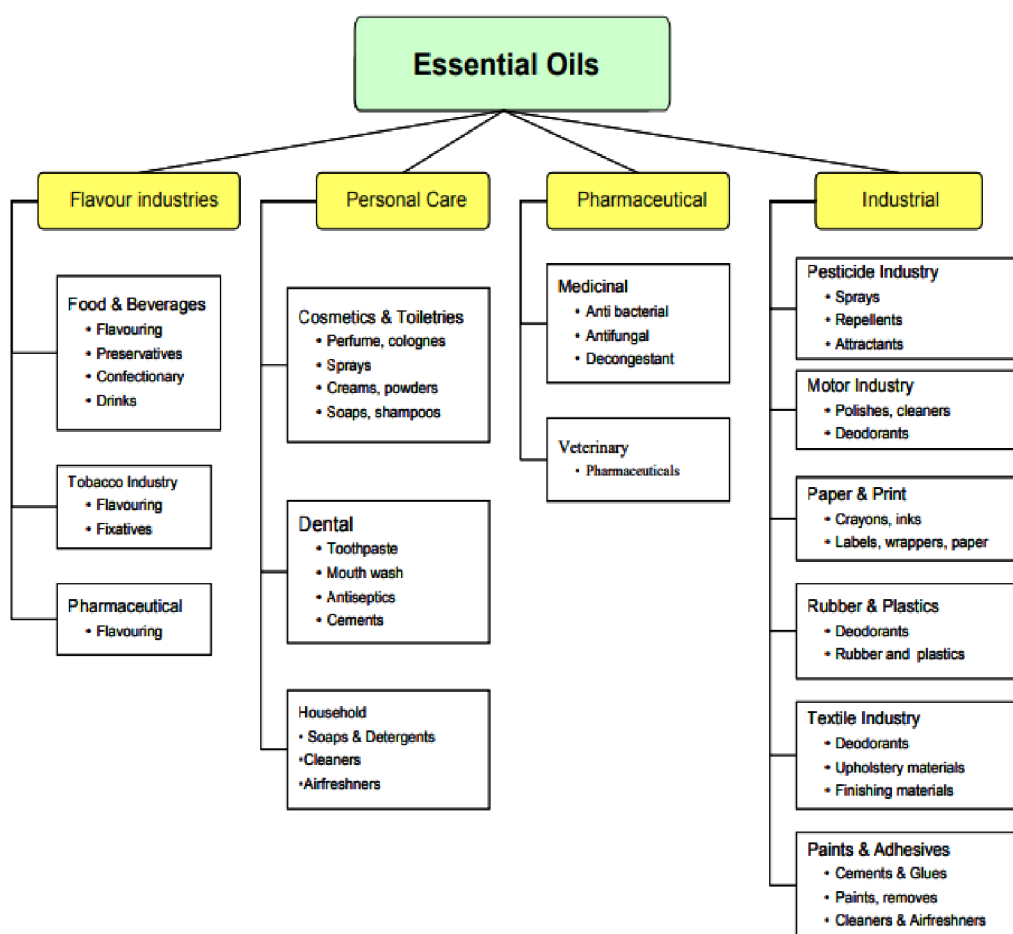 Essential Oils
Flavour industries
Food & Beverages
• Flavouring
• Preservatives
• Confectionary
• Drinks
Tobacco Industry
• Flavouring
• Fixatives
Pharmaceutical
• Flavouring
Personal Care
Cosmetics & Toiletries
• Perfume, colognes
• Sprays
• Creams, powders
• Soaps, shampoos
Dental
• Toothpaste
• Mouth wash
• Antiseptics
• Cements
Household
• Soaps & Detergents
•Cleaners
•Airfreshners
Pharmaceutical
Medicinal
• Anti bacterial
• Antifungal
• Decongestant
Veterinary
• Pharmaceuticals
Industrial
Pesticide Industry
• Sprays
• Repellents
• Attractants
Motor Industry
• Polishes, cleaners
• Deodorants
Paper & Print
• Crayons, inks
• Labels, wrappers, paper
Rubber & Plastics
• Deodorants
• Rubber and plastics
Textile Industry
• Deodorants
• Upholstery materials
• Finishing materials
Paints & Adhesives
• Cements & Glues
• Paints, removes
• Cleaners & Airfreshners